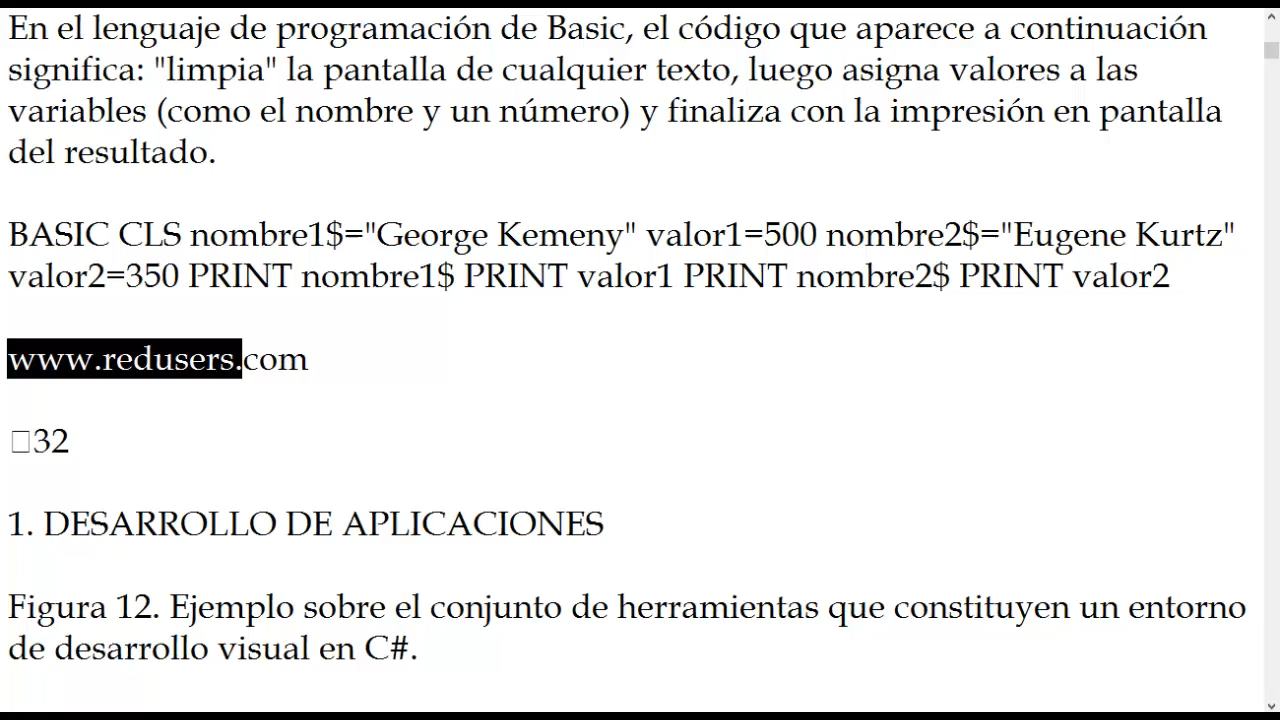 En el lenguaje de programación de Basic, el código que aparece a continuación
significa: "limpia" la pantalla de cualquier texto, luego asigna valores a las
variables (como el nombre y un número) y finaliza con la impresión en pantalla
del resultado.
BASIC CLS nombre1$="George Kemeny" valor1=500 nombre2$="Eugene Kurtz"
valor2=350 PRINT nombre1$ PRINT valor1 PRINT nombre2$ PRINT valor2
www.redusers.com
□32
1. DESARROLLO DE APLICACIONES
Figura 12. Ejemplo sobre el conjunto de herramientas que constituyen un entorno
de desarrollo visual en C#.